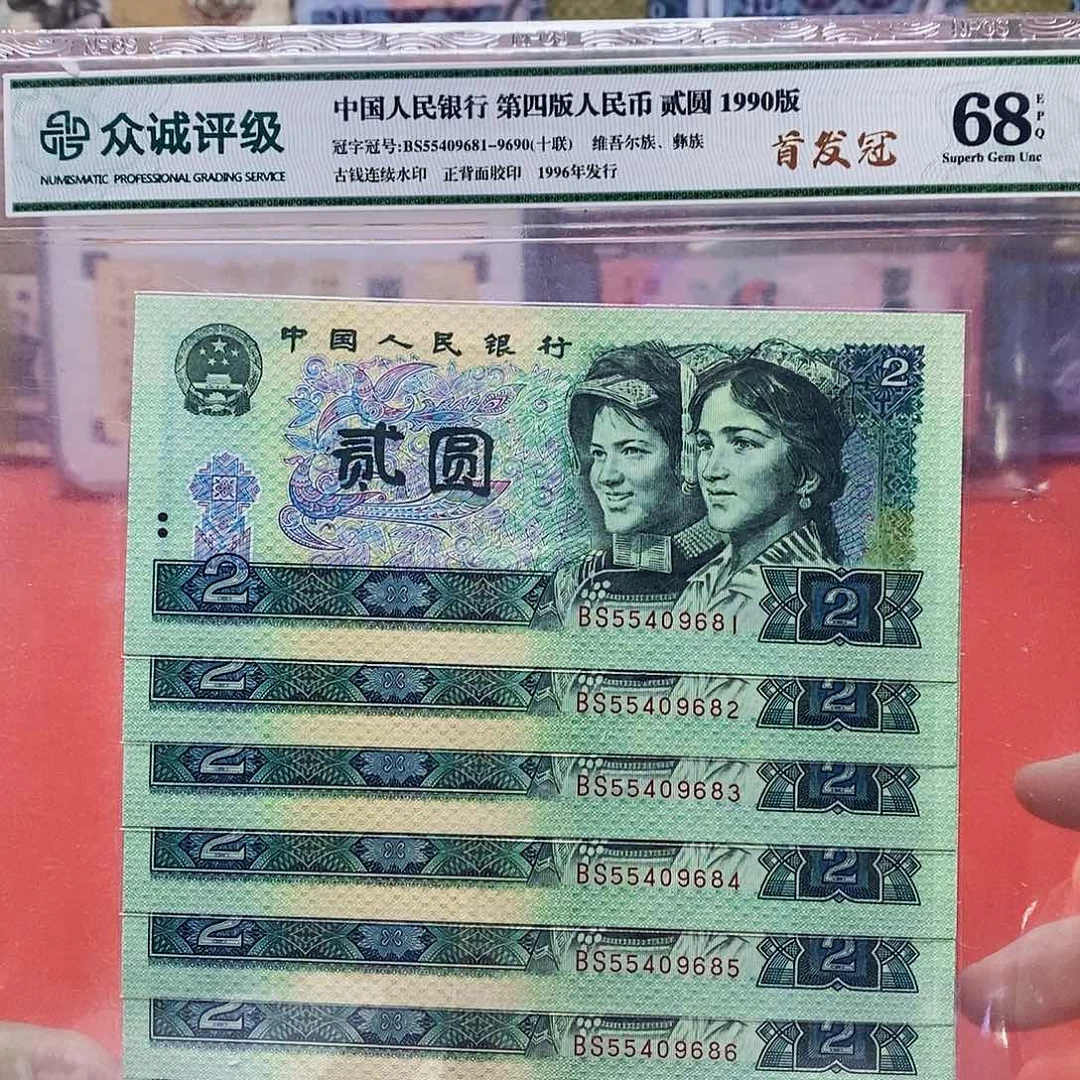 NPGS
NPGS
众诚评级
NUMISMATIC PROFESSIONAL GRADING SERVICE
中国人民银行 第四版人民币 贰圆 1990版
冠字冠号:BS55409681-9690(十联) 维吾尔族、彝族
古钱连续水印 正背面胶印 1996年发行
首发冠
68
EPQ
Superb Gem Unc
中国人民银行
贰圆
2
2
2
BS55409681
2
BS55409682
2
2
BS55409683
2
2
BS55409684
2
2
BS55409685
2
2
BS55409686
2